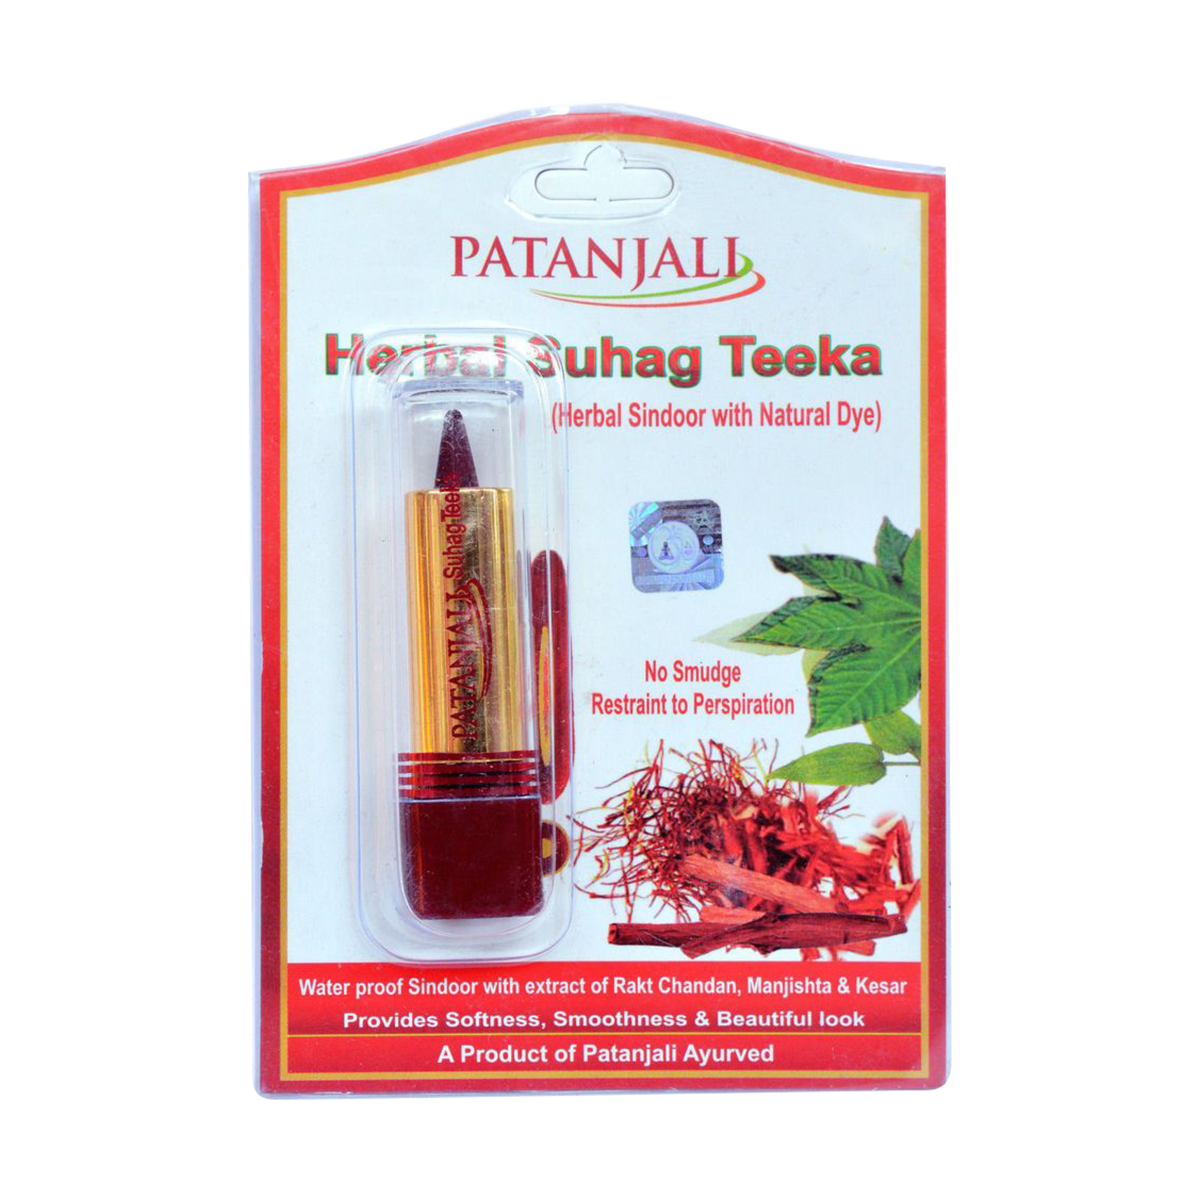 PATANJALI
Herbal Suhag Teeka
(Herbal Sindoor with Natural Dye)
PATANJALI Suhag Teeka
No Smudge
Restraint to Perspiration
Water proof Sindoor with extract of Rakt Chandan, Manjishta & Kesar
Provides Softness, Smoothness & Beautiful look
A Product of Patanjali Ayurved